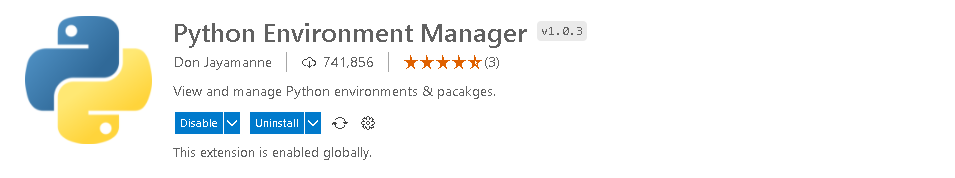 Python Environment Manager v1.0.3
Don Jayamanne 741,856 (3)
View and manage Python environments & pacakges.
Disable Uninstall
This extension is enabled globally.